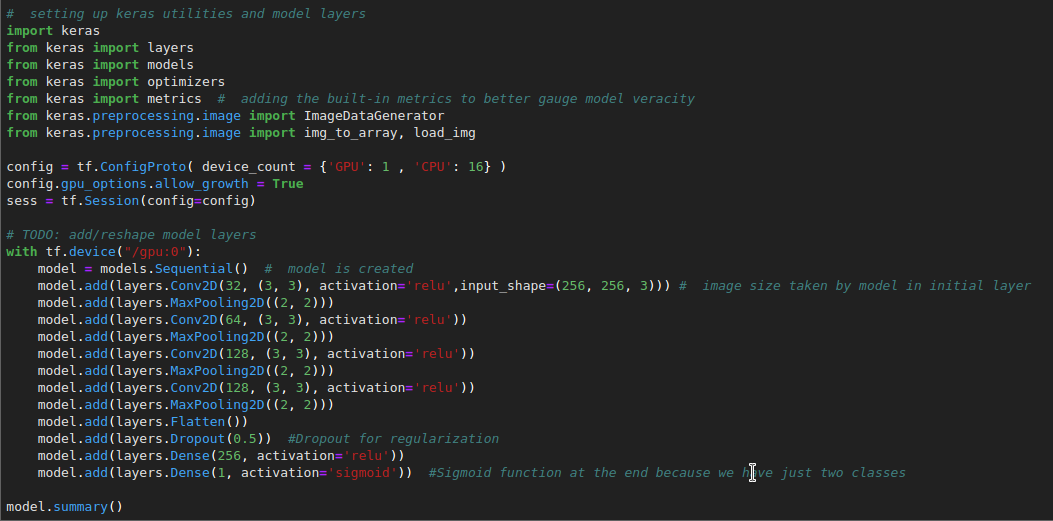 #  setting up keras utilities and model layers
import keras
from keras import layers
from keras import models
from keras import optimizers
from keras import metrics  #  adding the built-in metrics to better gauge model veracity
from keras.preprocessing.image import ImageDataGenerator
from keras.preprocessing.image import img_to_array, load_img

config = tf.ConfigProto( device_count = {'GPU': 1 , 'CPU': 16} )
config.gpu_options.allow_growth = True
sess = tf.Session(config=config)

# TODO: add/reshape model layers
with tf.device("/gpu:0"):
    model = models.Sequential()  #  model is created
    model.add(layers.Conv2D(32, (3, 3), activation='relu',input_shape=(256, 256, 3))) #  image size taken by model in initial layer
    model.add(layers.MaxPooling2D((2, 2)))
    model.add(layers.Conv2D(64, (3, 3), activation='relu'))
    model.add(layers.MaxPooling2D((2, 2)))
    model.add(layers.Conv2D(128, (3, 3), activation='relu'))
    model.add(layers.MaxPooling2D((2, 2)))
    model.add(layers.Conv2D(128, (3, 3), activation='relu'))
    model.add(layers.MaxPooling2D((2, 2)))
    model.add(layers.Flatten())
    model.add(layers.Dropout(0.5))  #Dropout for regularization
    model.add(layers.Dense(256, activation='relu'))
    model.add(layers.Dense(1, activation='sigmoid'))  #Sigmoid function at the end because we have just two classes

model.summary()